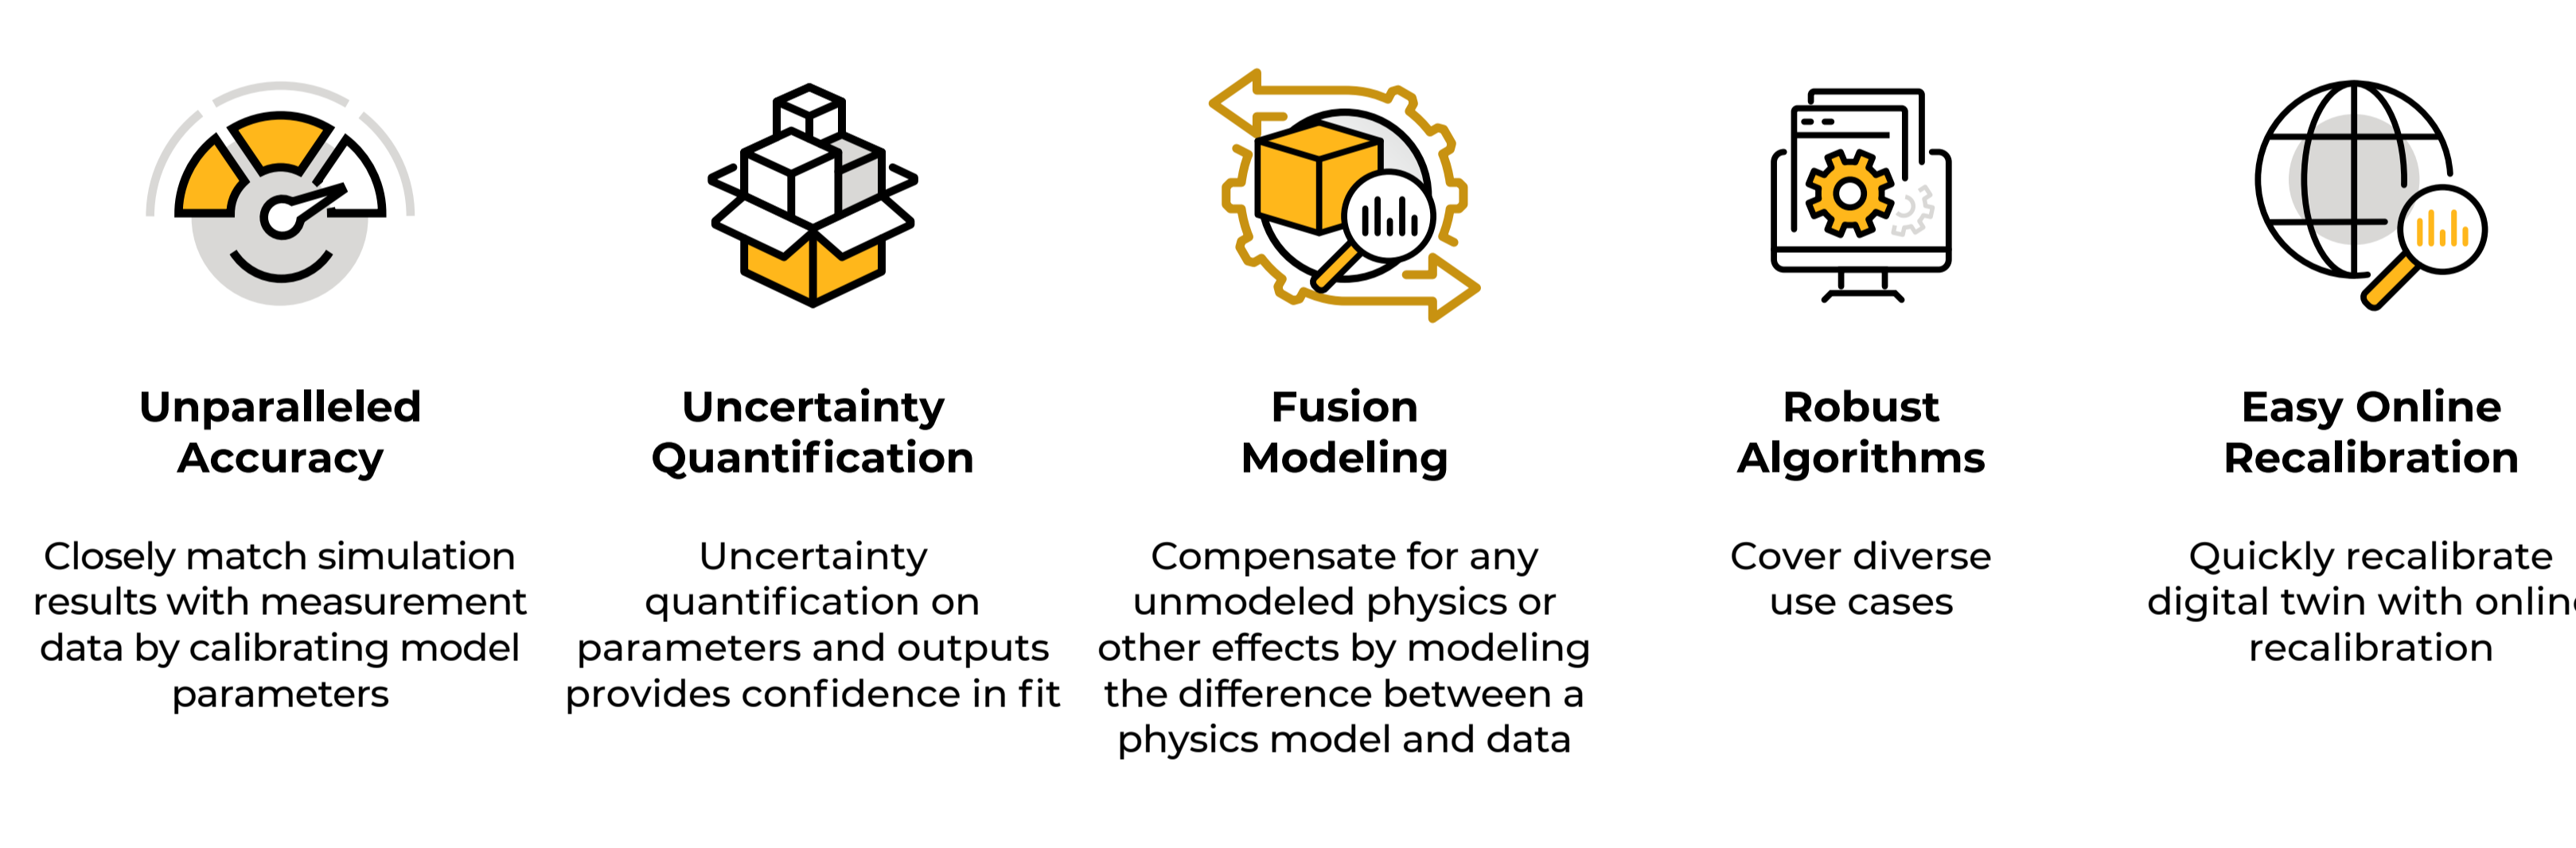 Unparalleled
Accuracy
Closely match simulation
results with measurement
data by calibrating model
parameters
Uncertainty
Quantification
Uncertainty
quantification on
parameters and outputs
provides confidence in fit
Fusion
Modeling
Compensate for any
unmodeled physics or
other effects by modeling
the difference between a
physics model and data
Robust
Algorithms
Cover diverse
use cases
Easy Online
Recalibration
Quickly recalibrate
digital twin with online
recalibration